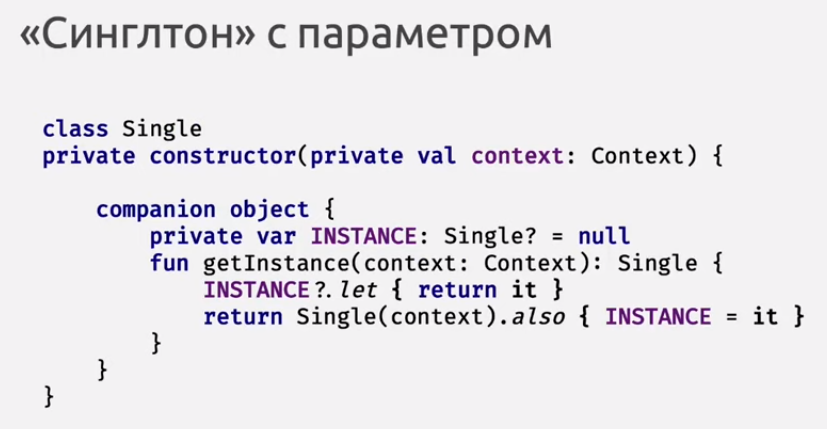 «Синглтон» с параметром
class Single
private constructor(private val context: Context) {
companion object {
private var INSTANCE: Single? = null
fun getInstance(context: Context): Single {
INSTANCE?.let { return it }
return Single(context).also { INSTANCE = it }
}
}
}